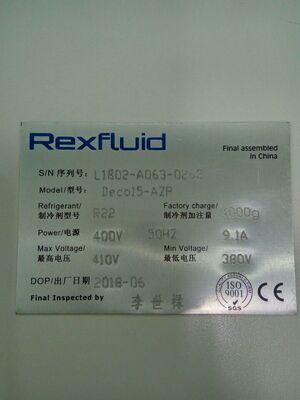 Rexfluid
Final assembled in China
S/N 序列号: L1802-A063-0263
Model/型号: Deco15-AZP
Refrigerant/制冷剂型号 R22 Factory charge/制冷剂加注量 000g
Power/电源 400V 50HZ 9.1A
Max Voltage/最高电压 410V Min Voltage/最低电压 380V
DOP/出厂日期 2018-06
Final Inspected by 李世禄
ISO 9001
SGS
CE